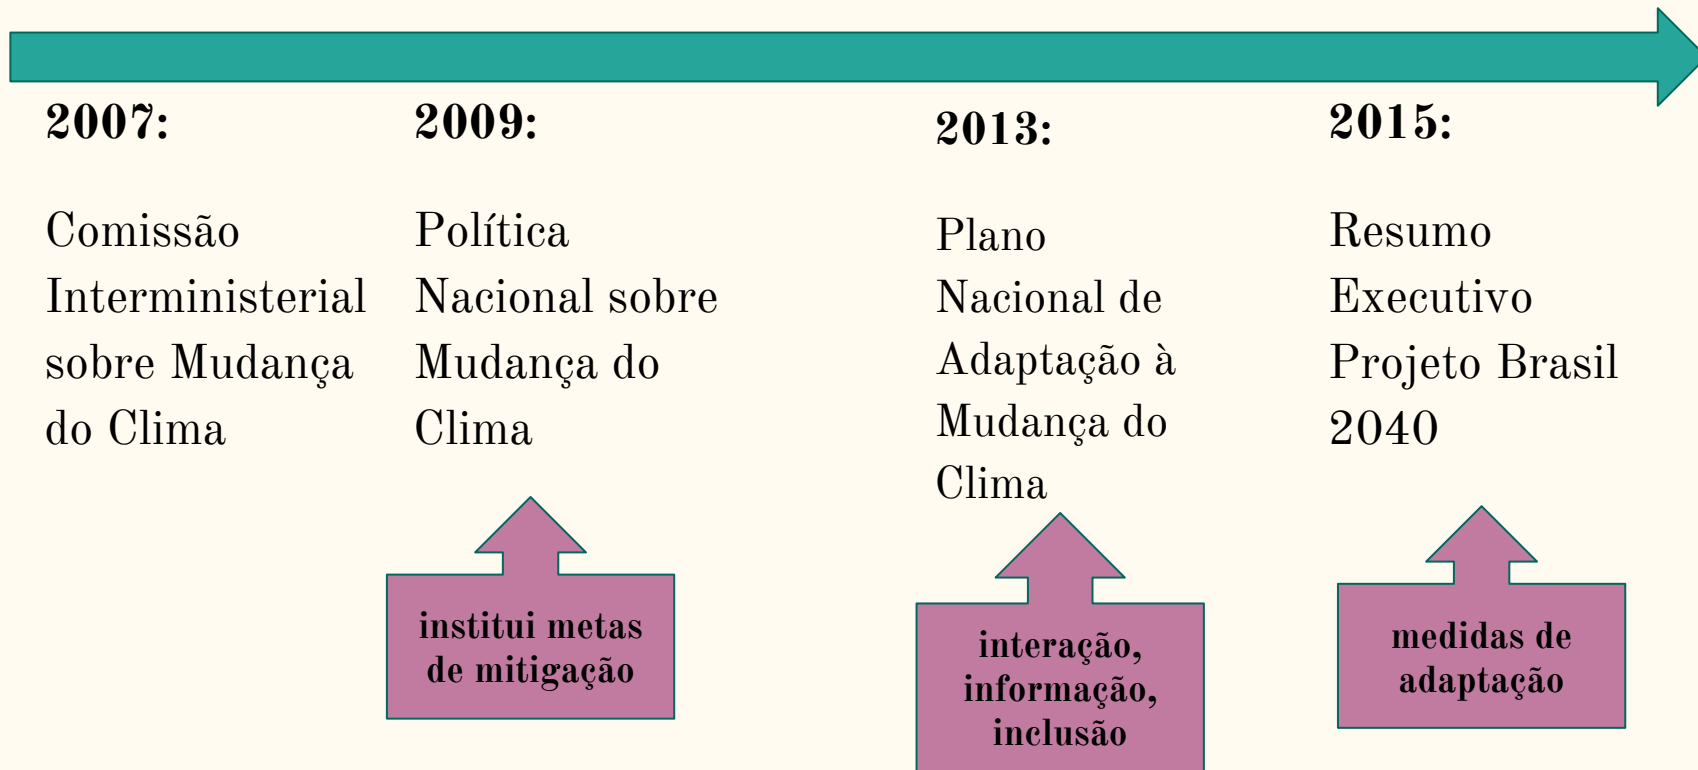 2007:
Comissão
Interministerial
sobre Mudança
do Clima
2009:
Política
Nacional sobre
Mudança do
Clima
institui metas
de mitigação
2013:
Plano
Nacional de
Adaptação à
Mudança do
Clima
interação,
informação,
inclusão
2015:
Resumo
Executivo
Projeto Brasil
2040
medidas de
adaptação